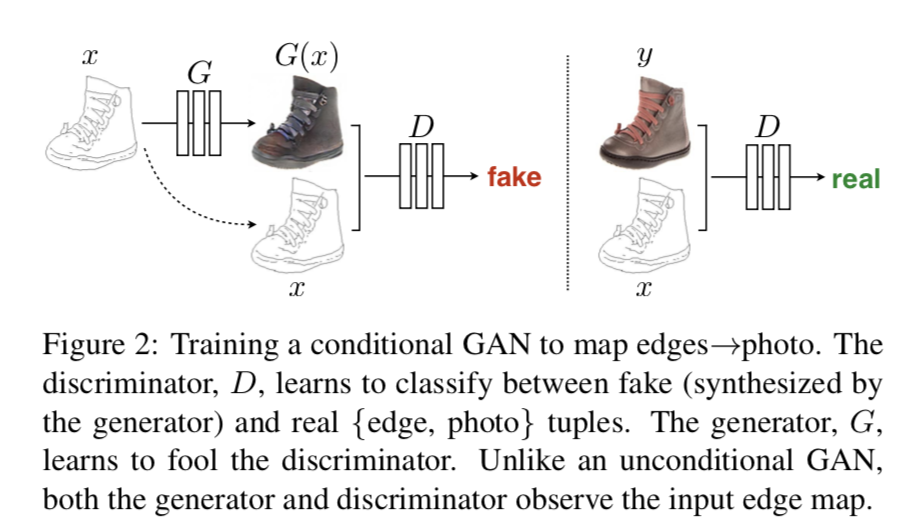 x
G
G(x)
D
fake
x
y
D
real
x
Figure 2: Training a conditional GAN to map edges→photo. The
discriminator, D, learns to classify between fake (synthesized by
the generator) and real {edge, photo} tuples. The generator, G,
learns to fool the discriminator. Unlike an unconditional GAN,
both the generator and discriminator observe the input edge map.